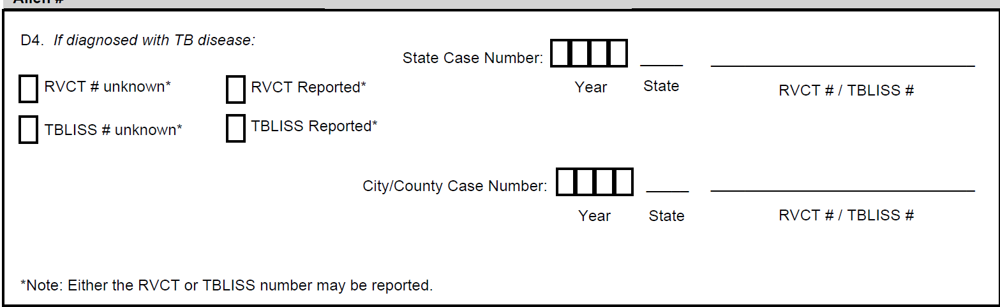 Alien #
D4. If diagnosed with TB disease:
State Case Number:
Year State RVCT # / TBLISS #
RVCT # unknown* RVCT Reported*
TBLISS # unknown* TBLISS Reported*
City/County Case Number:
Year State RVCT # / TBLISS #
*Note: Either the RVCT or TBLISS number may be reported.